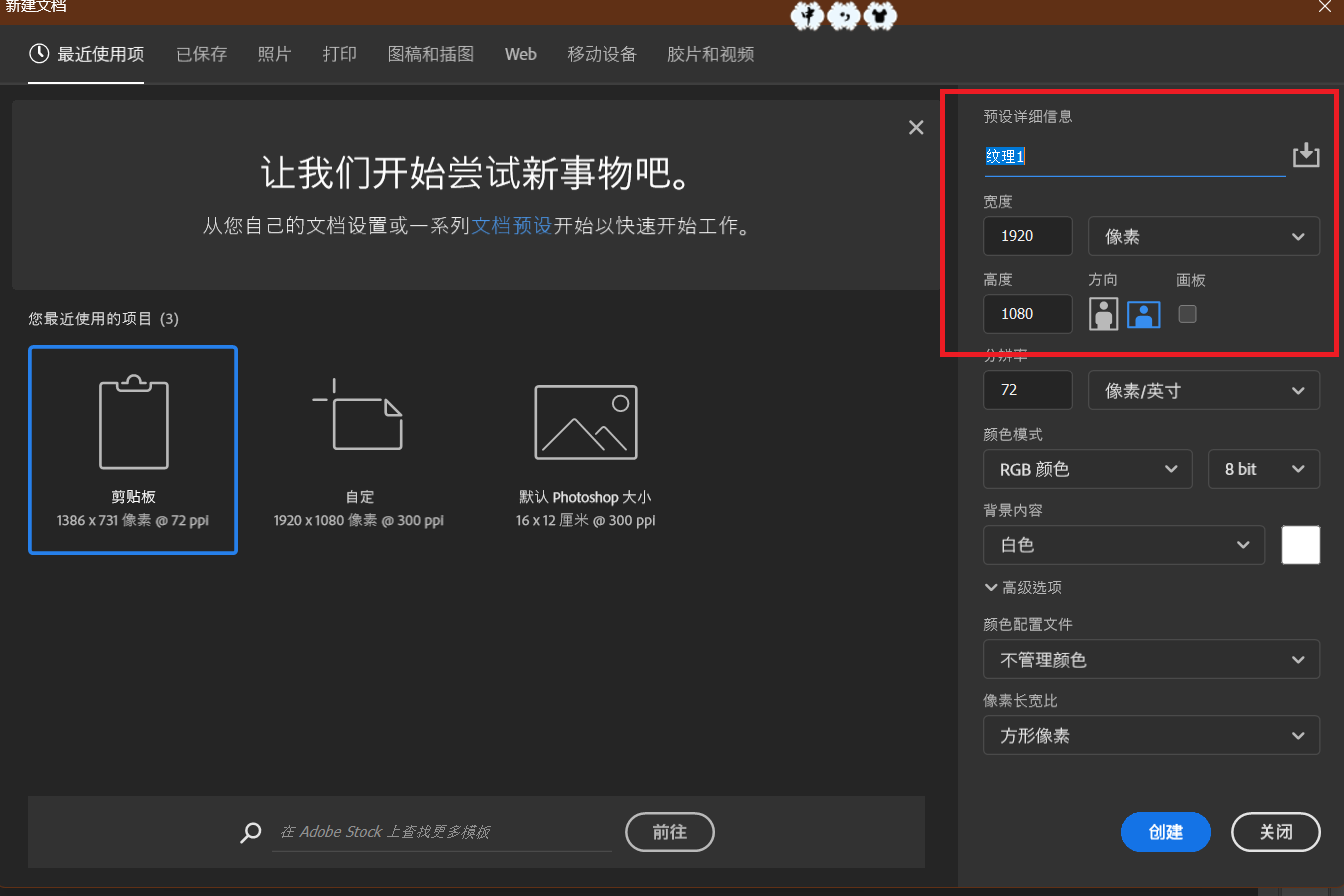 新建文档
最近使用项 已保存 照片 打印 图稿和插图 Web 移动设备 胶片和视频
让我们开始尝试新事物吧。
从您自己的文档设置或一系列文档预设开始以快速开始工作。
您最近使用的项目 (3)
剪贴板
1386 x 731 像素 @ 72 ppi
自定
1920 x 1080 像素 @ 300 ppi
默认 Photoshop 大小
16 x 12 厘米 @ 300 ppi
在 Adobe Stock 上查找更多模板
前往
预设详细信息
纹理1
宽度
1920 像素
高度 方向 画板
1080
分辨率
72 像素/英寸
颜色模式
RGB 颜色 8 bit
背景内容
白色
高级选项
颜色配置文件
不管理颜色
像素长宽比
方形像素
创建 关闭